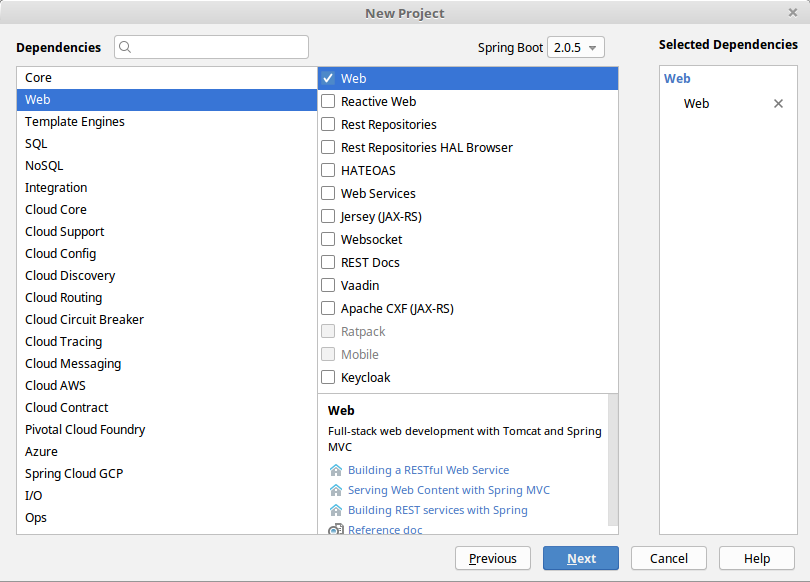 New Project
Dependencies
Spring Boot 2.0.5
Selected Dependencies
Core
Web
Template Engines
SQL
NoSQL
Integration
Cloud Core
Cloud Support
Cloud Config
Cloud Discovery
Cloud Routing
Cloud Circuit Breaker
Cloud Tracing
Cloud Messaging
Cloud AWS
Cloud Contract
Pivotal Cloud Foundry
Azure
Spring Cloud GCP
I/O
Ops
Web
Reactive Web
Rest Repositories
Rest Repositories HAL Browser
HATEOAS
Web Services
Jersey (JAX-RS)
Websocket
REST Docs
Vaadin
Apache CXF (JAX-RS)
Ratpack
Mobile
Keycloak
Web
Full-stack web development with Tomcat and Spring
MVC
Building a RESTful Web Service
Serving Web Content with Spring MVC
Building REST services with Spring
Reference doc
Web
Web
Previous
Next
Cancel
Help